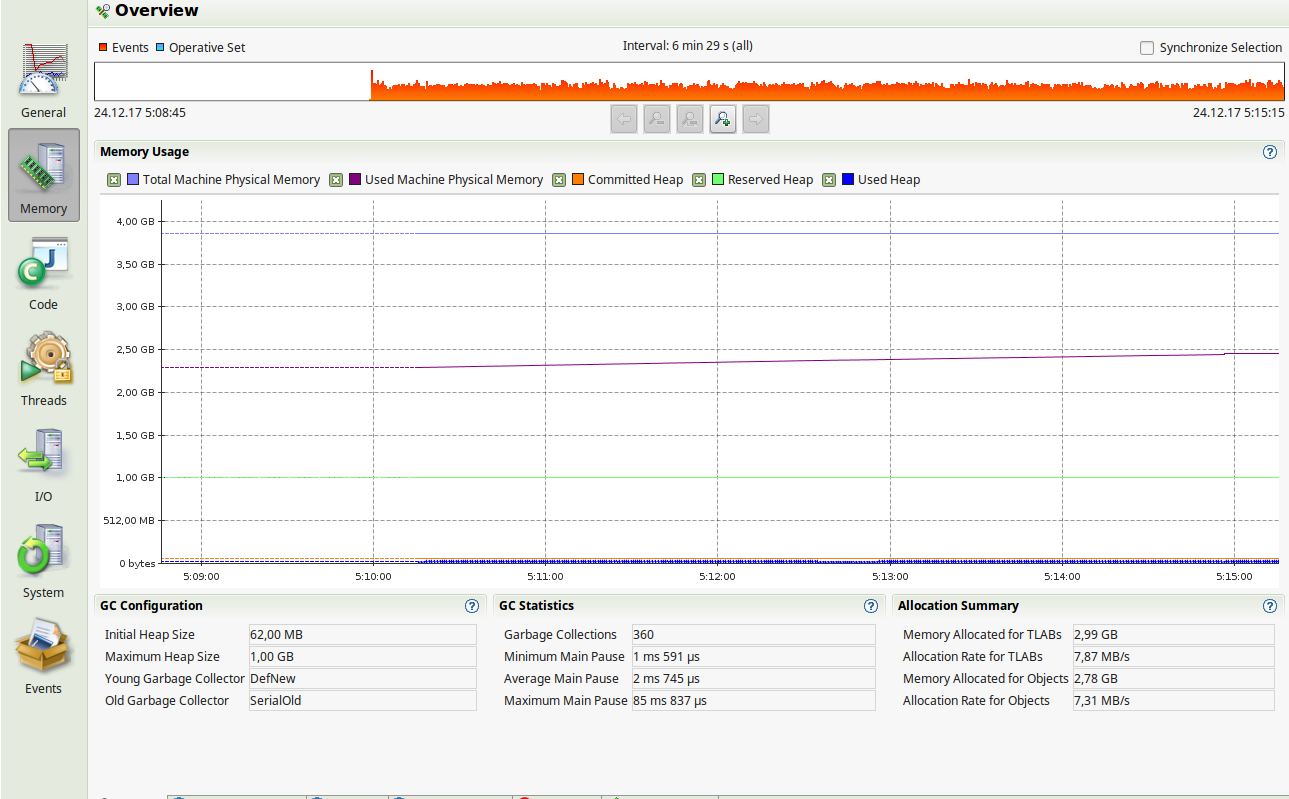 Overview
Events Operative Set Interval: 6 min 29 s (all) Synchronize Selection
24.12.17 5:08:45 24.12.17 5:15:15
General
Memory
Code
Threads
I/O
System
Events
Memory Usage
Total Machine Physical Memory Used Machine Physical Memory Committed Heap Reserved Heap Used Heap
4,00 GB
3,50 GB
3,00 GB
2,50 GB
2,00 GB
1,50 GB
1,00 GB
512,00 MB
0 bytes
5:09:00 5:10:00 5:11:00 5:12:00 5:13:00 5:14:00 5:15:00
GC Configuration
Initial Heap Size 62,00 MB
Maximum Heap Size 1,00 GB
Young Garbage Collector DefNew
Old Garbage Collector SerialOld
GC Statistics
Garbage Collections 360
Minimum Main Pause 1 ms 591 µs
Average Main Pause 2 ms 745 µs
Maximum Main Pause 85 ms 837 µs
Allocation Summary
Memory Allocated for TLABs 2,99 GB
Allocation Rate for TLABs 7,87 MB/s
Memory Allocated for Objects 2,78 GB
Allocation Rate for Objects 7,31 MB/s